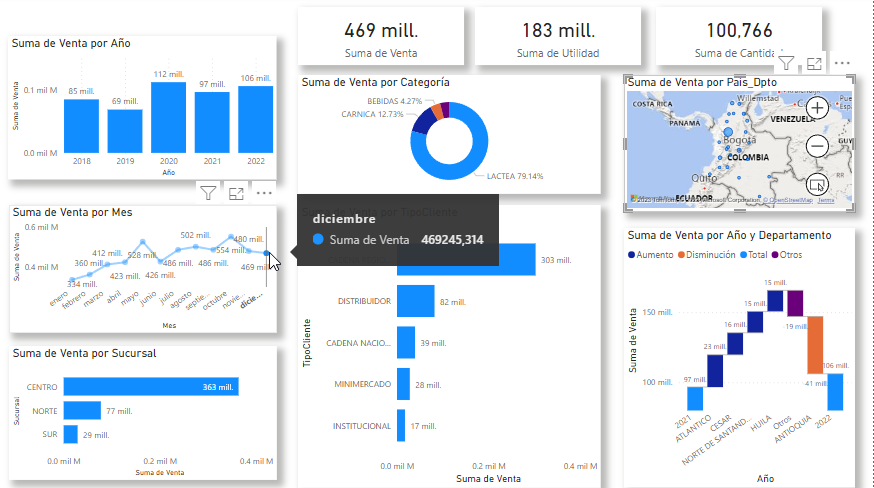 469 mill.
Suma de Venta
183 mill.
Suma de Utilidad
100,766
Suma de Cantida
Suma de Venta por Año
Suma de Venta
0.1 mil M
0.0 mil M
85 mill.
69 mill.
112 mill.
97 mill.
106 mill.
2018
2019
2020
2021
2022
Año
Suma de Venta por Categoría
BEBIDAS 4.27%
CARNICA 12.73%
LACTEA 79.14%
Suma de Venta por Pais_Dpto
COSTA RICA
Willemstad
PANAMA
VENEZUELA
Bogotá
COLOMBIA
Quito
ECUADOR
GUY
© OpenStreetMap
Terms
Suma de Venta por Mes
Suma de Venta
0.6 mil M
0.4 mil M
334 mill.
360 mill.
412 mill.
423 mill.
528 mill.
426 mill.
486 mill.
502 mill.
486 mill.
554 mill.
480 mill.
469 mill
enero
febrero
marzo
abril
mayo
junio
julio
agosto
septie...
octubre
novie...
dicie...
Mes
diciembre
Suma de Venta 469245,314
TipoCliente
TipoCliente
303 mill.
DISTRIBUIDOR
82 mill.
CADENA NACIO...
39 mill.
MINIMERCADO
28 mill.
INSTITUCIONAL
17 mill.
0.0 mil M
0.2 mil M
0.4 mil M
Suma de Venta
Suma de Venta por Año y Departamento
Aumento
Disminución
Total
Otros
Suma de Venta
150 mill.
100 mill.
97 mill.
23 mill.
16 mill.
15 mill.
15 mill.
-19 mill.
-41 mill.
106 mill.
2021
ATLANTICO
CESAR
NORTE DE SANTAND...
HUILA
Otros
ANTIOQUIA
2022
Año
Suma de Venta por Sucursal
Sucursal
CENTRO
363 mill.
NORTE
77 mill.
SUR
29 mill.
0.0 mil M
0.2 mil M
0.4 mil M
Suma de Venta